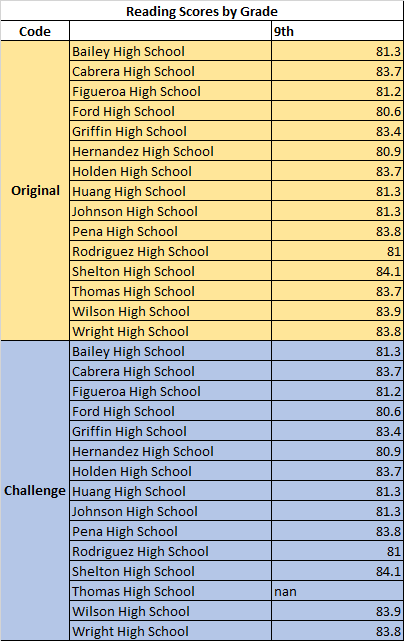 Reading Scores by Grade
Code 9th
Original
Bailey High School 81.3
Cabrera High School 83.7
Figueroa High School 81.2
Ford High School 80.6
Griffin High School 83.4
Hernandez High School 80.9
Holden High School 83.7
Huang High School 81.3
Johnson High School 81.3
Pena High School 83.8
Rodriguez High School 81
Shelton High School 84.1
Thomas High School 83.7
Wilson High School 83.9
Wright High School 83.8
Challenge
Bailey High School 81.3
Cabrera High School 83.7
Figueroa High School 81.2
Ford High School 80.6
Griffin High School 83.4
Hernandez High School 80.9
Holden High School 83.7
Huang High School 81.3
Johnson High School 81.3
Pena High School 83.8
Rodriguez High School 81
Shelton High School 84.1
Thomas High School nan
Wilson High School 83.9
Wright High School 83.8